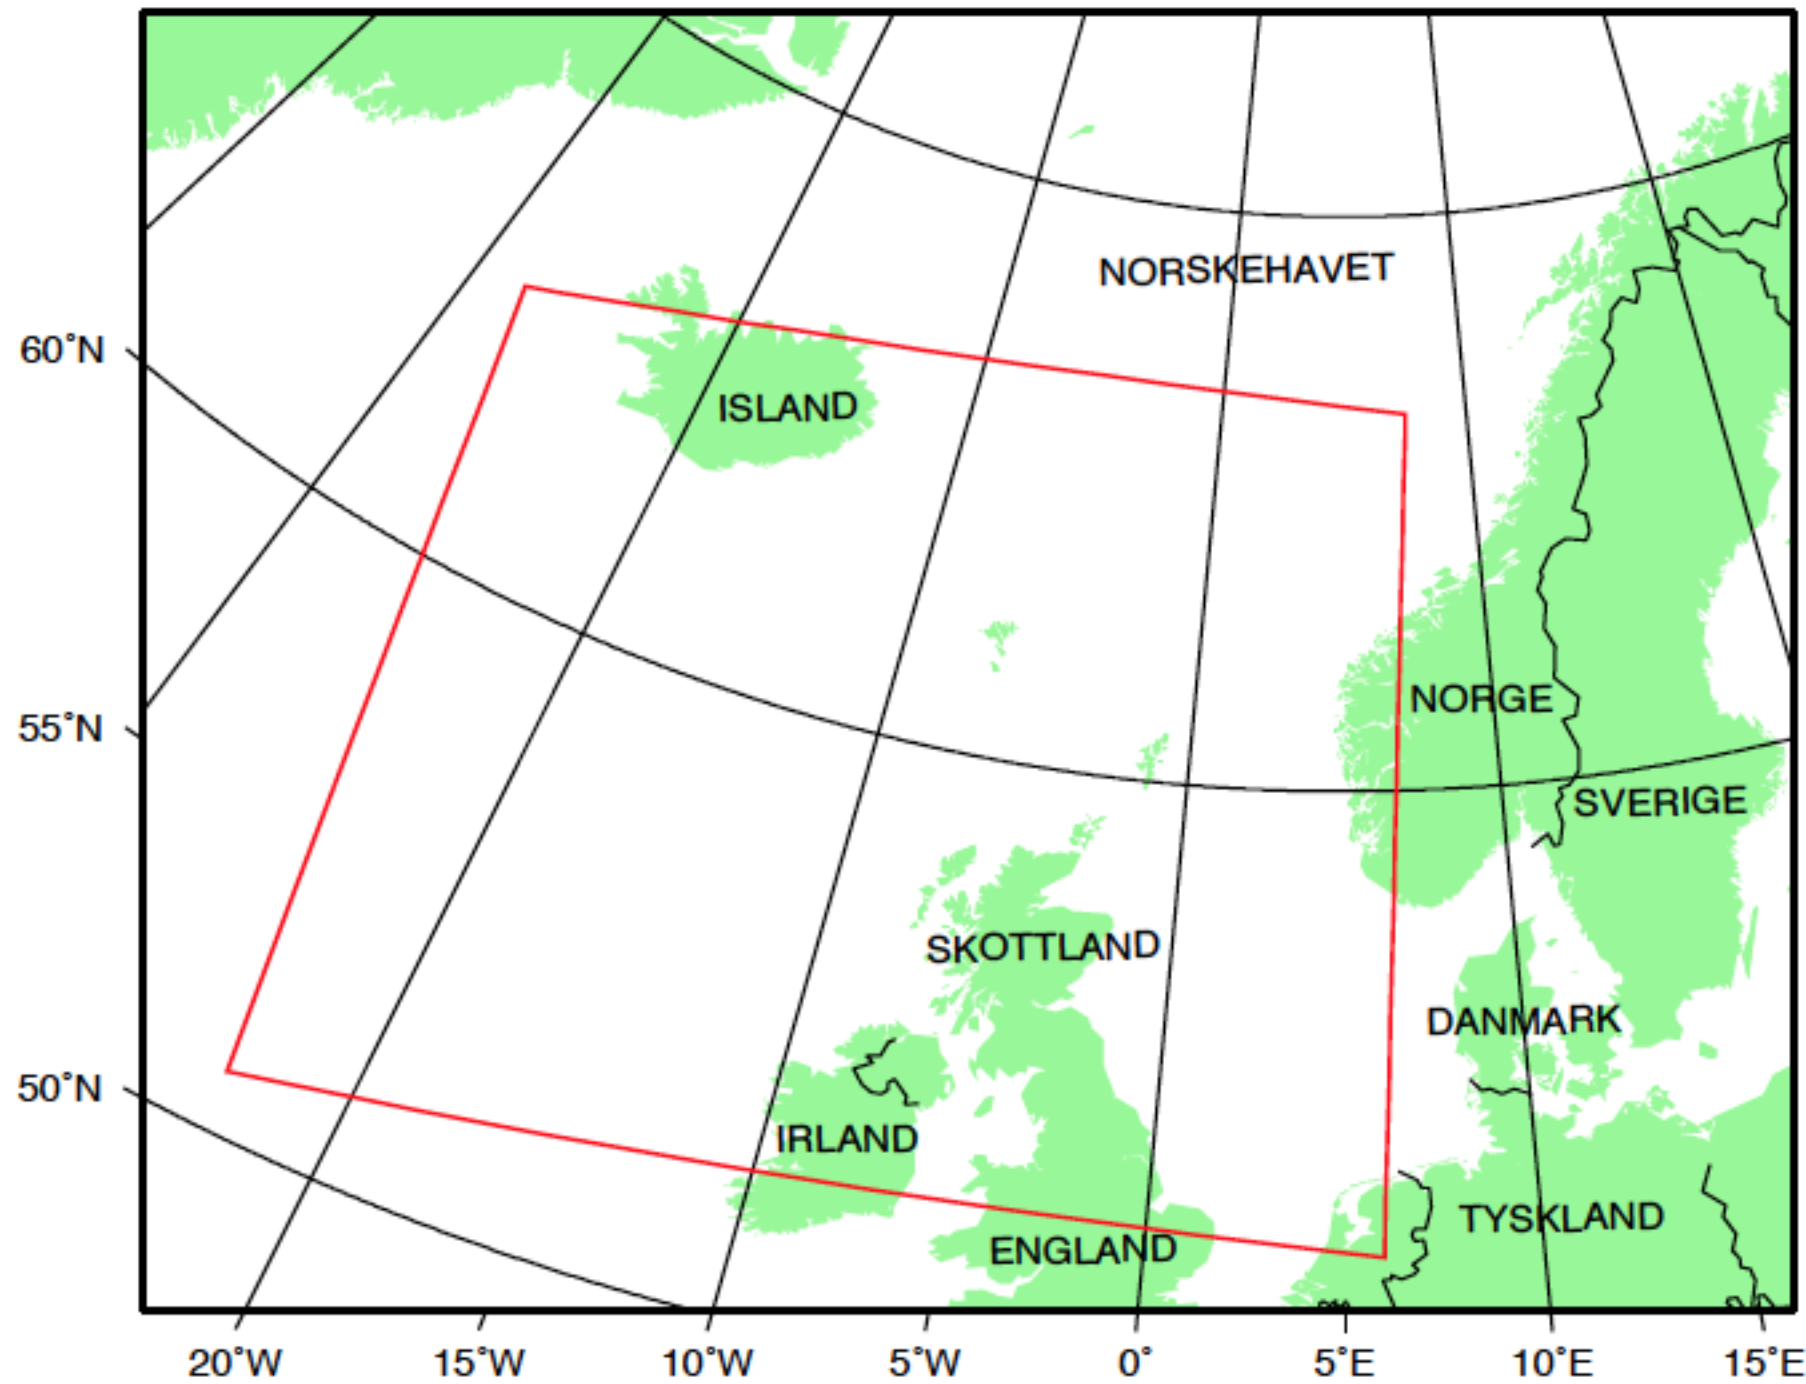 NORSKEHAVET
60˚N
ISLAND
NORGE
55˚N
SVERIGE
SKOTTLAND
DANMARK
50˚N
IRLAND
TYSKLAND
ENGLAND
20˚W 15˚W 10˚W 5˚W 0˚ 5˚E 10˚E 15˚E